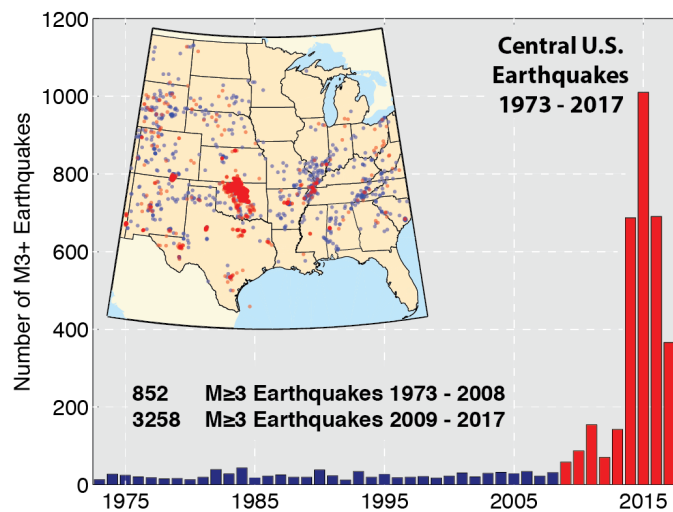 Central U.S.
Earthquakes
1973 - 2017
Number of M3+ Earthquakes
1200
1000
800
600
400
200
0
852 M≥3 Earthquakes 1973 - 2008
3258 M≥3 Earthquakes 2009 - 2017
1975 1985 1995 2005 2015